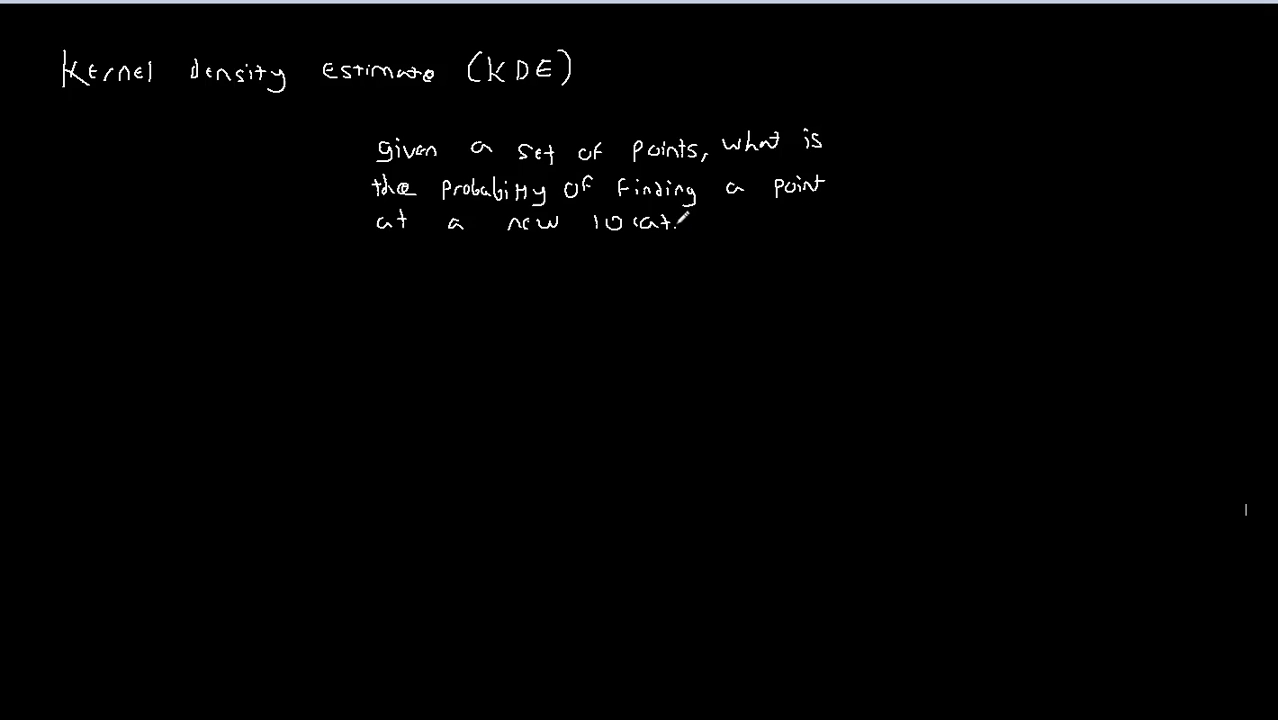 Kernel density estimate (KDE)
given a set of points, what is
the probability of finding a point
at a new locat